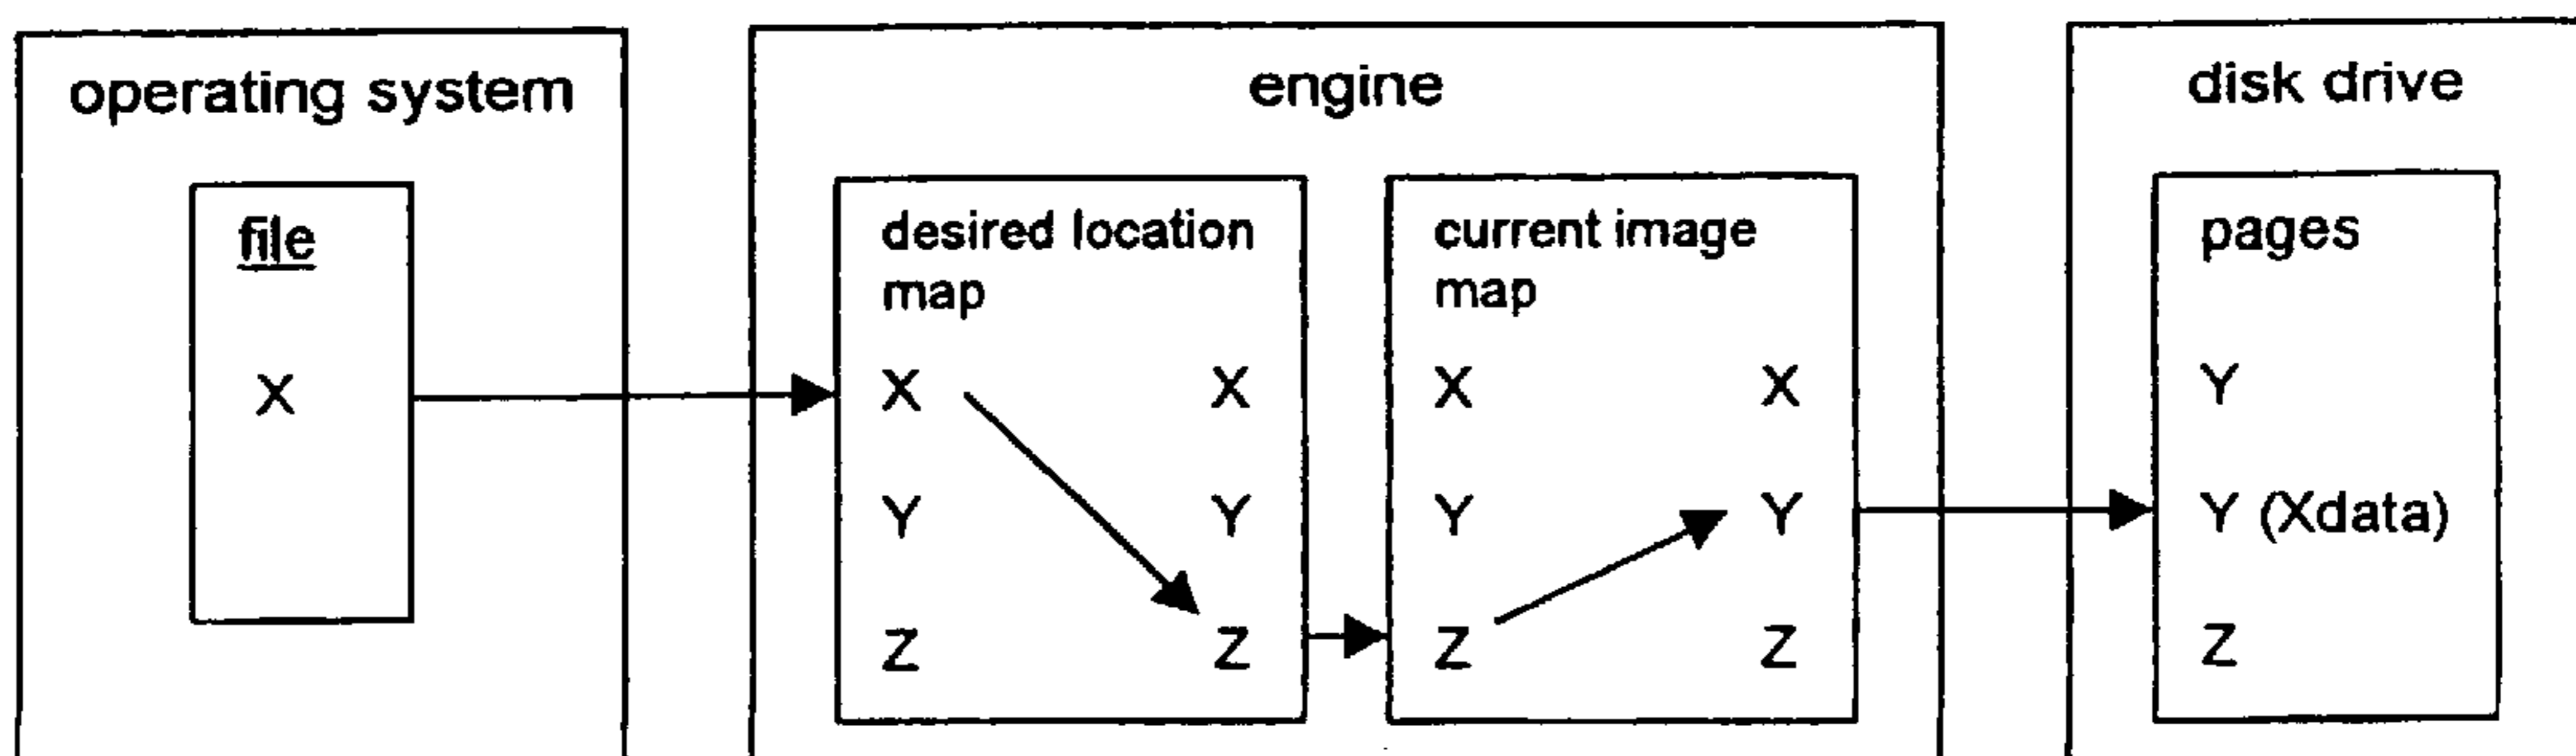 operating system
file
X
engine
desired location
map
X X
Y Y
Z Z
current image
map
X X
Y Y
Z Z
disk drive
pages
Y
Y (Xdata)
Z